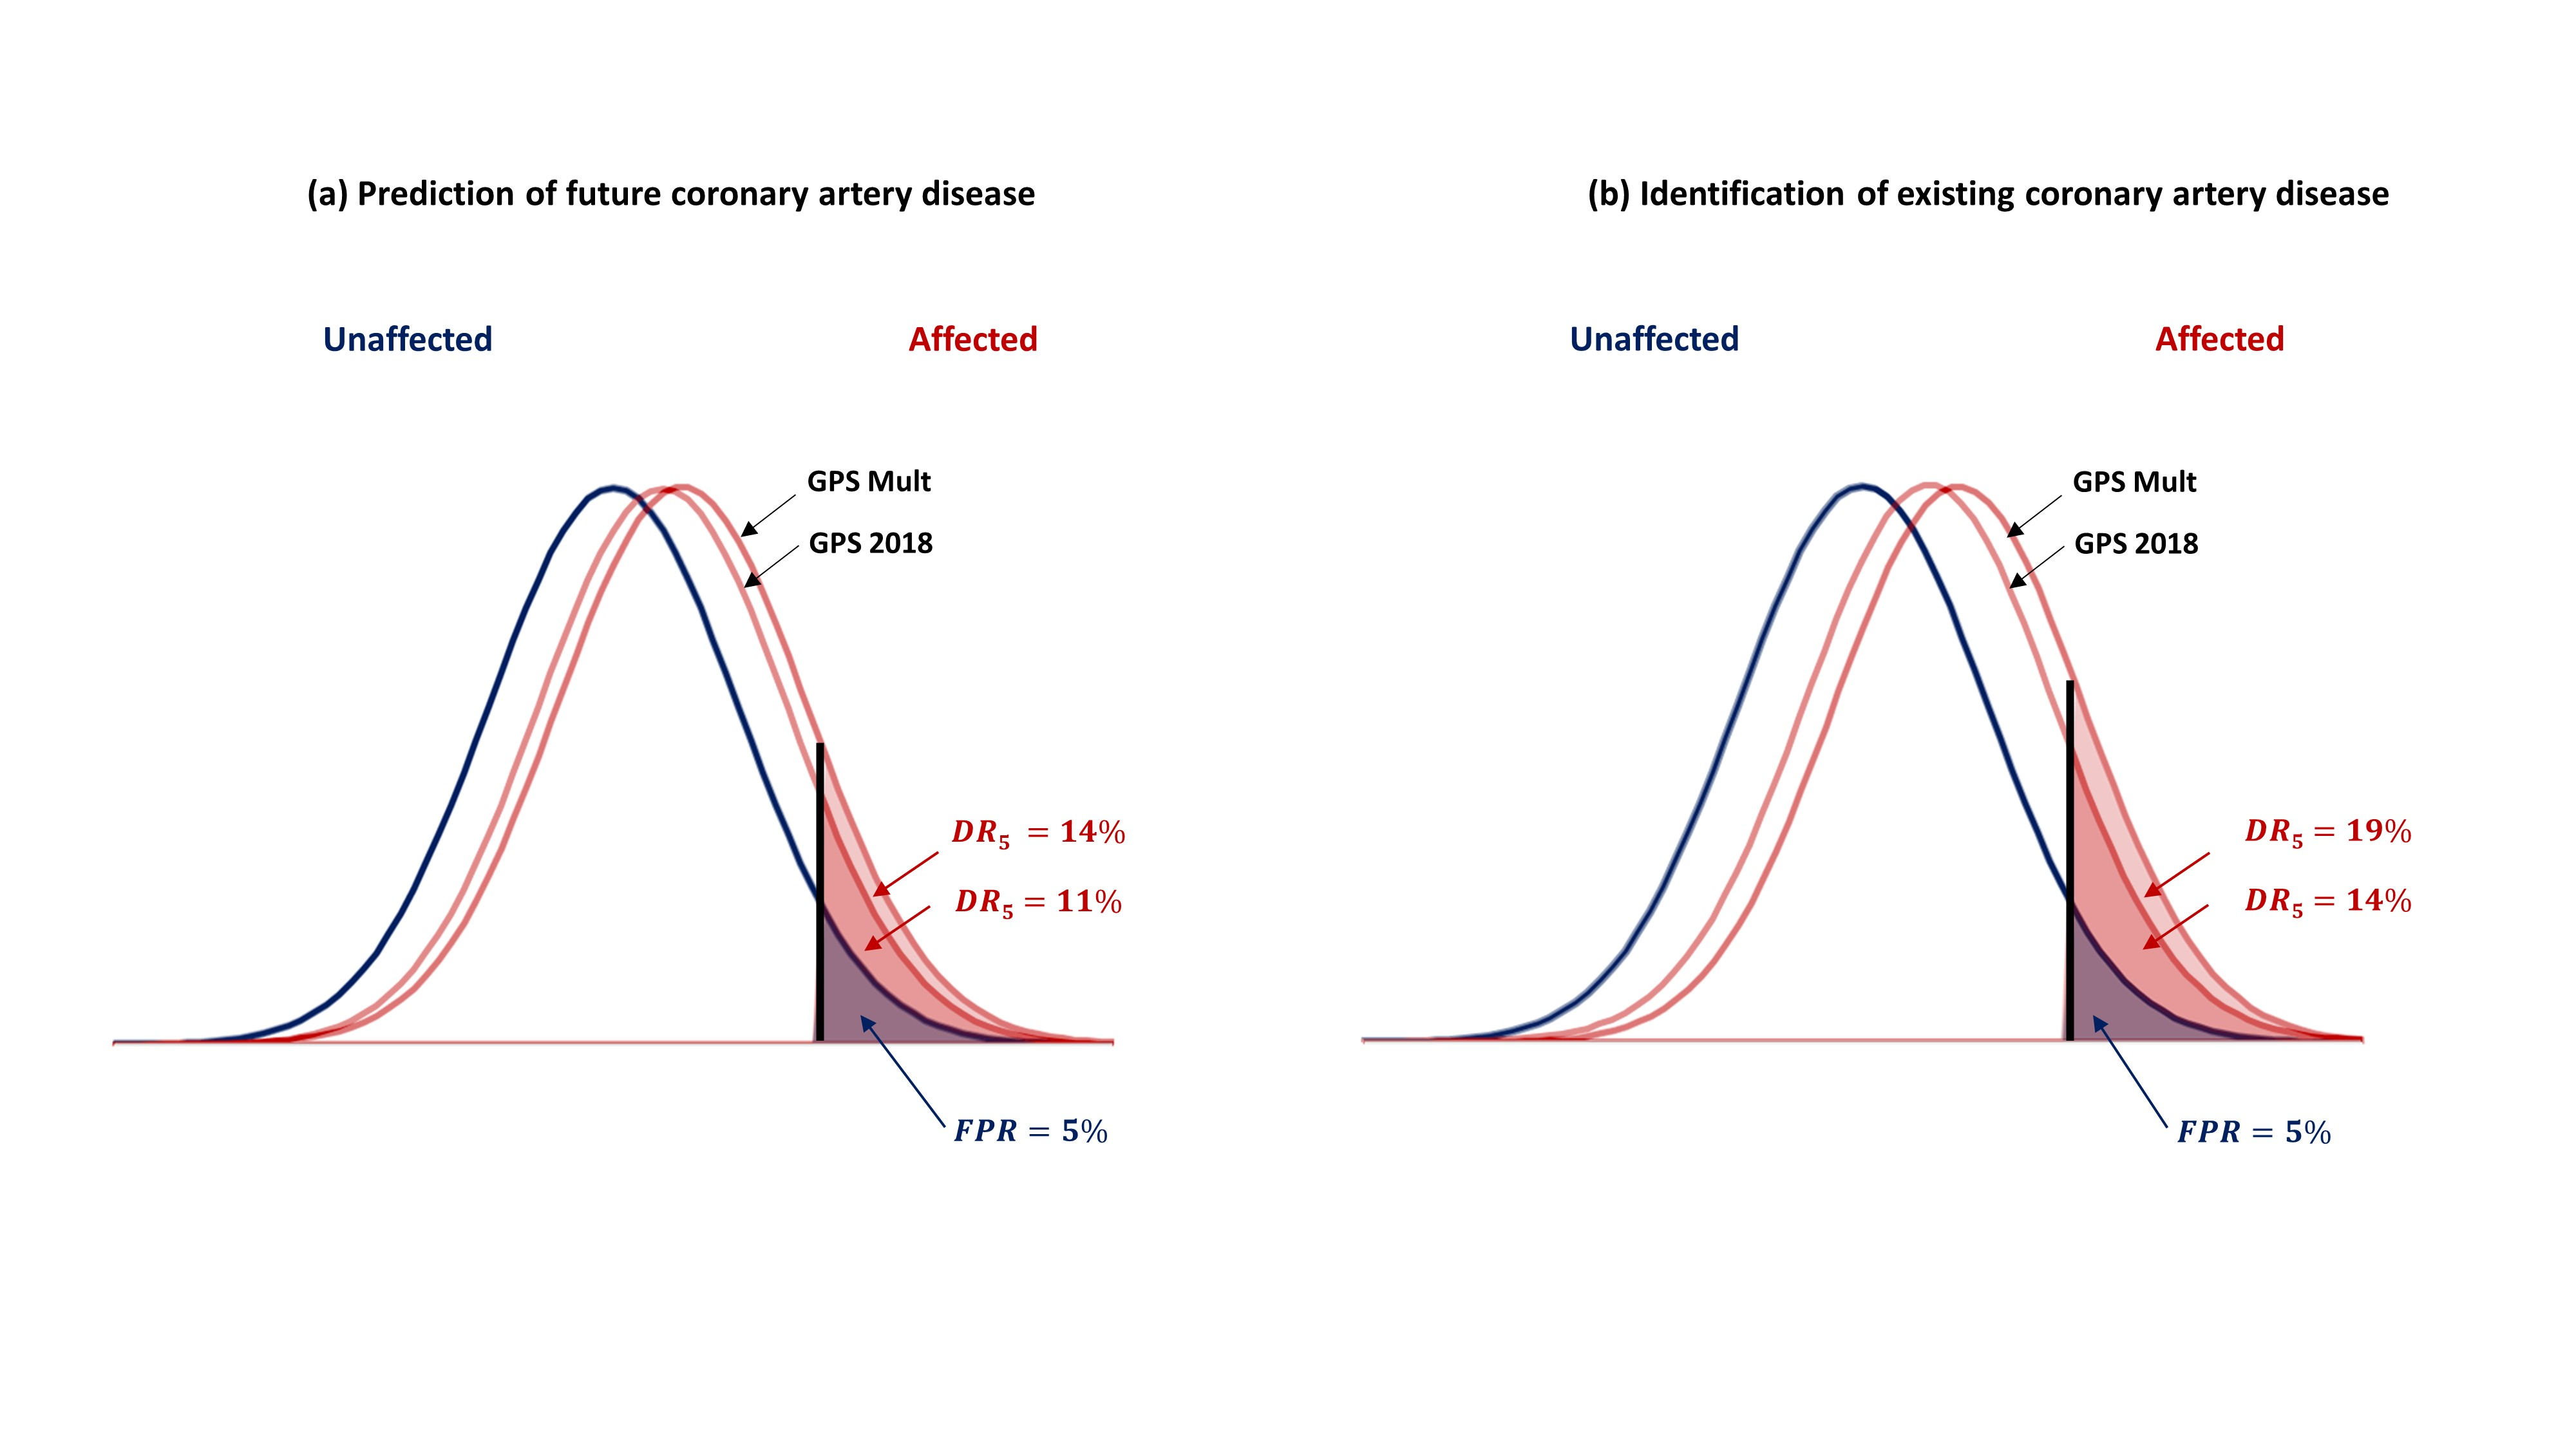 (a) Prediction of future coronary artery disease
Unaffected
Affected
GPS Mult
GPS 2018
DR₅ = 14%
DR₅ = 11%
FPR = 5%
(b) Identification of existing coronary artery disease
Unaffected
Affected
GPS Mult
GPS 2018
DR₅ = 19%
DR₅ = 14%
FPR = 5%